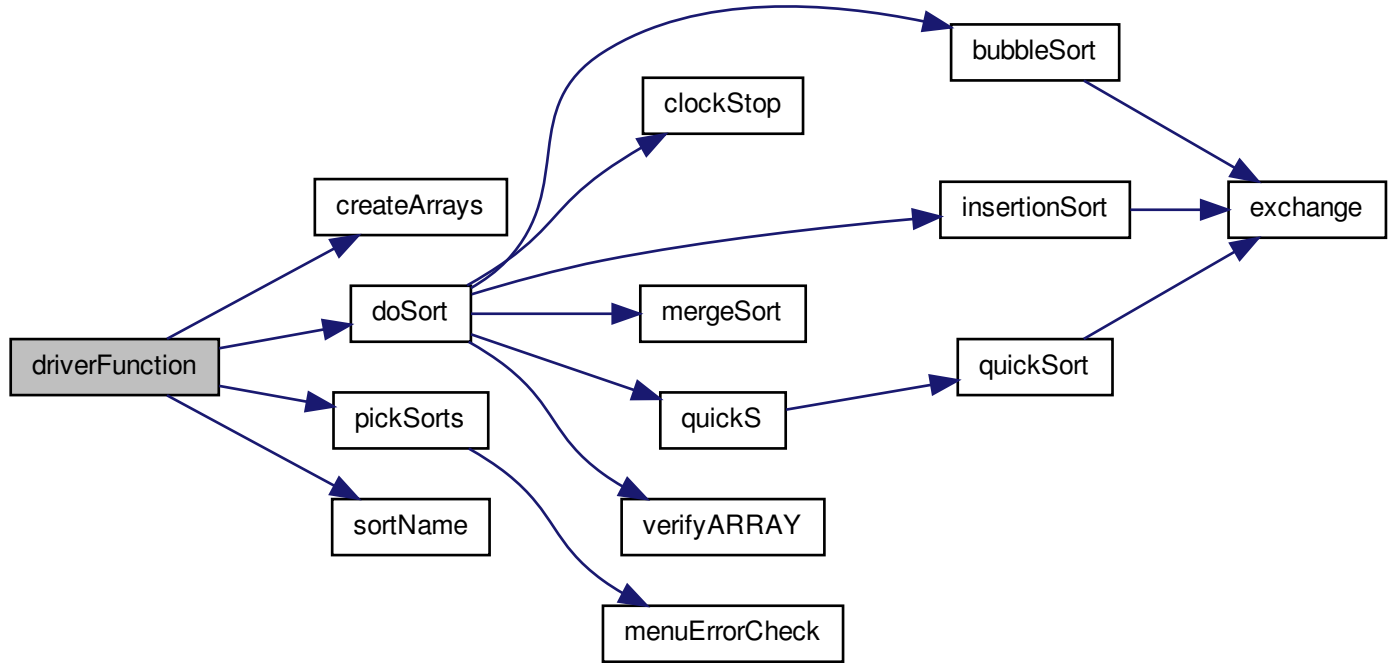 driverFunction
createArrays
doSort
pickSorts
sortName
clockStop
mergeSort
quickS
verifyARRAY
menuErrorCheck
bubbleSort
insertionSort
quickSort
exchange